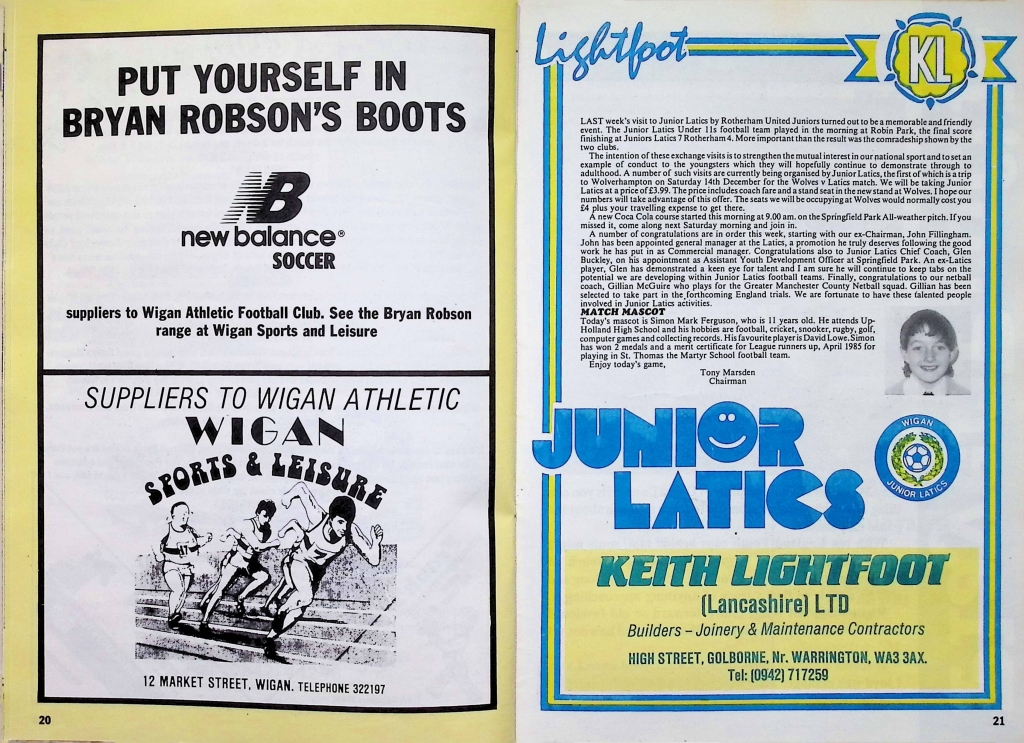 PUT YOURSELF IN
BRYAN ROBSON'S BOOTS
NB
new balance®
SOCCER
suppliers to Wigan Athletic Football Club. See the Bryan Robson
range at Wigan Sports and Leisure
SUPPLIERS TO WIGAN ATHLETIC
WIGAN
SPORTS & LEISURE
12 MARKET STREET, WIGAN. TELEPHONE 322197
20
Lightfoot
KL
LAST week's visit to Junior Latics by Rotherham United Juniors turned out to be a memorable and friendly
event. The Junior Latics Under 11s football team played in the morning at Robin Park, the final score
finishing at Juniors Latics 7 Rotherham 4. More important than the result was the comradeship shown by the
two clubs.
The intention of these exchange visits is to strengthen the mutual interest in our national sport and to set an
example of conduct to the youngsters which they will hopefully continue to demonstrate through to
adulthood. A number of such visits are currently being organised by Junior Latics, the first of which is a trip
to Wolverhampton on Saturday 14th December for the Wolves v Latics match. We will be taking Junior
Latics at a price of £3.99. The price includes coach fare and a stand seat in the new stand at Wolves. I hope our
numbers will take advantage of this offer. The seats we will be occupying at Wolves would normally cost you
£4 plus your travelling expense to get there.
A new Coca Cola course started this morning at 9.00 am. on the Springfield Park All-weather pitch. If you
missed it, come along next Saturday morning and join in.
A number of congratulations are in order this week, starting with our ex-Chairman, John Fillingham.
John has been appointed general manager at the Latics, a promotion he truly deserves following the good
work he has put in as Commercial manager. Congratulations also to Junior Latics Chief Coach, Glen
Buckley, on his appointment as Assistant Youth Development Officer at Springfield Park. An ex-Latics
player, Glen has demonstrated a keen eye for talent and I am sure he will continue to keep tabs on the
potential we are developing within Junior Latics football teams. Finally, congratulations to our netball
coach, Gillian McGuire who plays for the Greater Manchester County Netball squad. Gillian has been
selected to take part in the forthcoming England trials. We are fortunate to have these talented people
involved in Junior Latics activities.
MATCH MASCOT
Today's mascot is Simon Mark Ferguson, who is 11 years old. He attends Up-
Holland High School and his hobbies are football, cricket, snooker, rugby, golf,
computer games and collecting records. His favourite player is David Lowe. Simon
has won 2 medals and a merit certificate for League runners up, April 1985 for
playing in St. Thomas the Martyr School football team.
Enjoy today's game,
Tony Marsden
Chairman
JUNIOR
LATICS
WIGAN
JUNIOR LATICS
KEITH LIGHTFOOT
(Lancashire) LTD
Builders – Joinery & Maintenance Contractors
HIGH STREET, GOLBORNE, Nr. WARRINGTON, WA3 3AX.
Tel: (0942) 717259
21